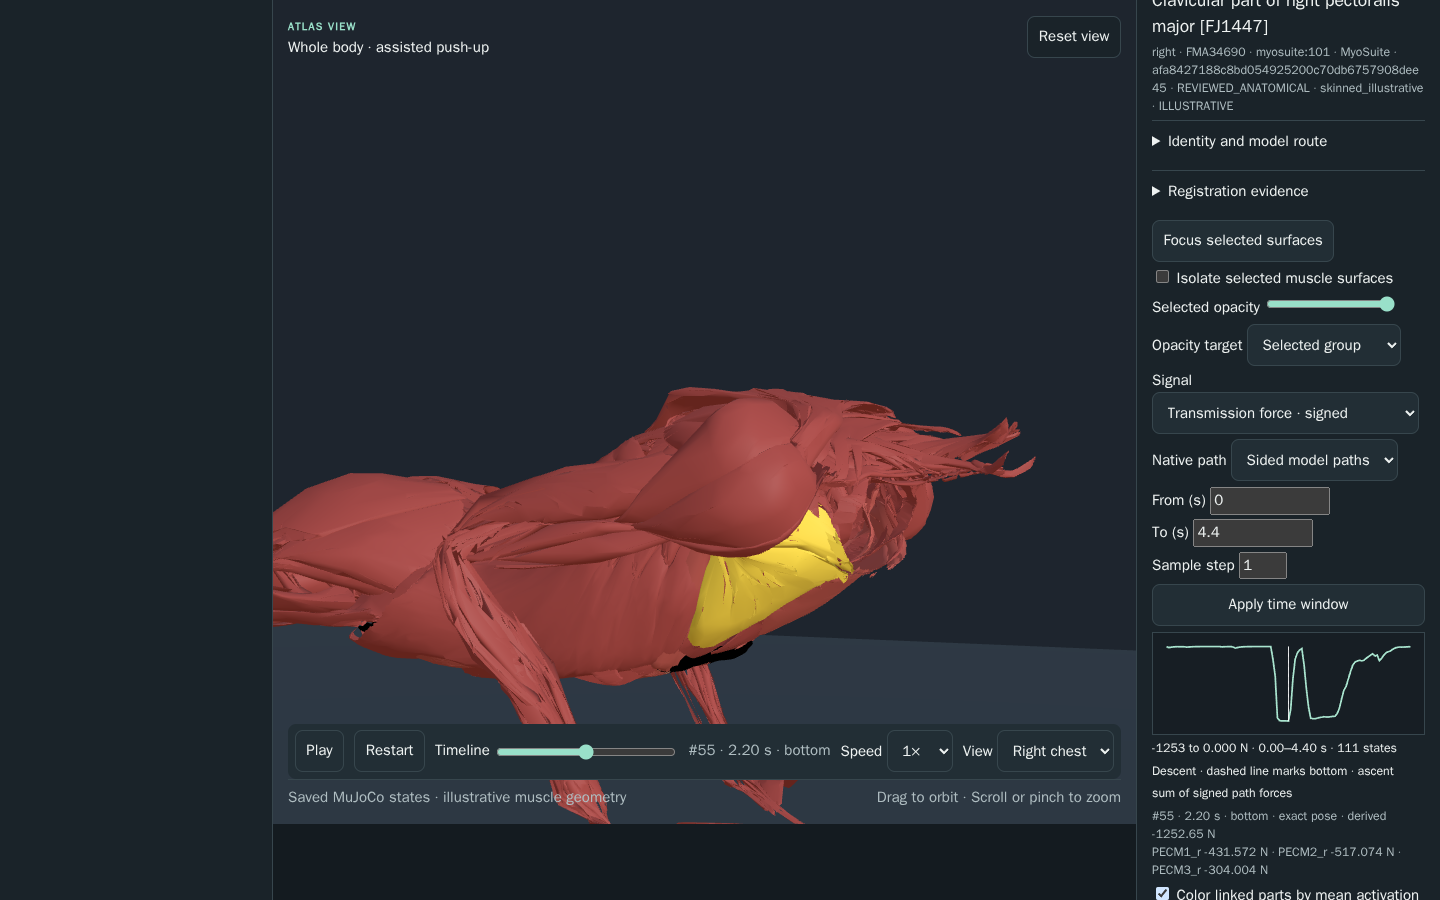 ATLAS VIEW
Whole body · assisted push-up
Reset view
Play
Restart
Timeline
#55 · 2.20 s · bottom
Speed
1×
View
Right chest
Saved MuJoCo states · illustrative muscle geometry
Drag to orbit · Scroll or pinch to zoom
Clavicular part of right pectoralis
major [FJ1447]
right · FMA34690 · myosuite:101 · MyoSuite ·
afa8427188c8bd054925200c70db6757908dee
45 · REVIEWED_ANATOMICAL · skinned_illustrative
· ILLUSTRATIVE
Identity and model route
Registration evidence
Focus selected surfaces
Isolate selected muscle surfaces
Selected opacity
Opacity target
Selected group
Signal
Transmission force · signed
Native path
Sided model paths
From (s)
0
To (s)
4.4
Sample step
1
Apply time window
-1253 to 0.000 N · 0.00–4.40 s · 111 states
Descent · dashed line marks bottom · ascent
sum of signed path forces
#55 · 2.20 s · bottom · exact pose · derived
-1252.65 N
PECM1_r -431.572 N · PECM2_r -517.074 N ·
PECM3_r -304.004 N
Color linked parts by mean activation